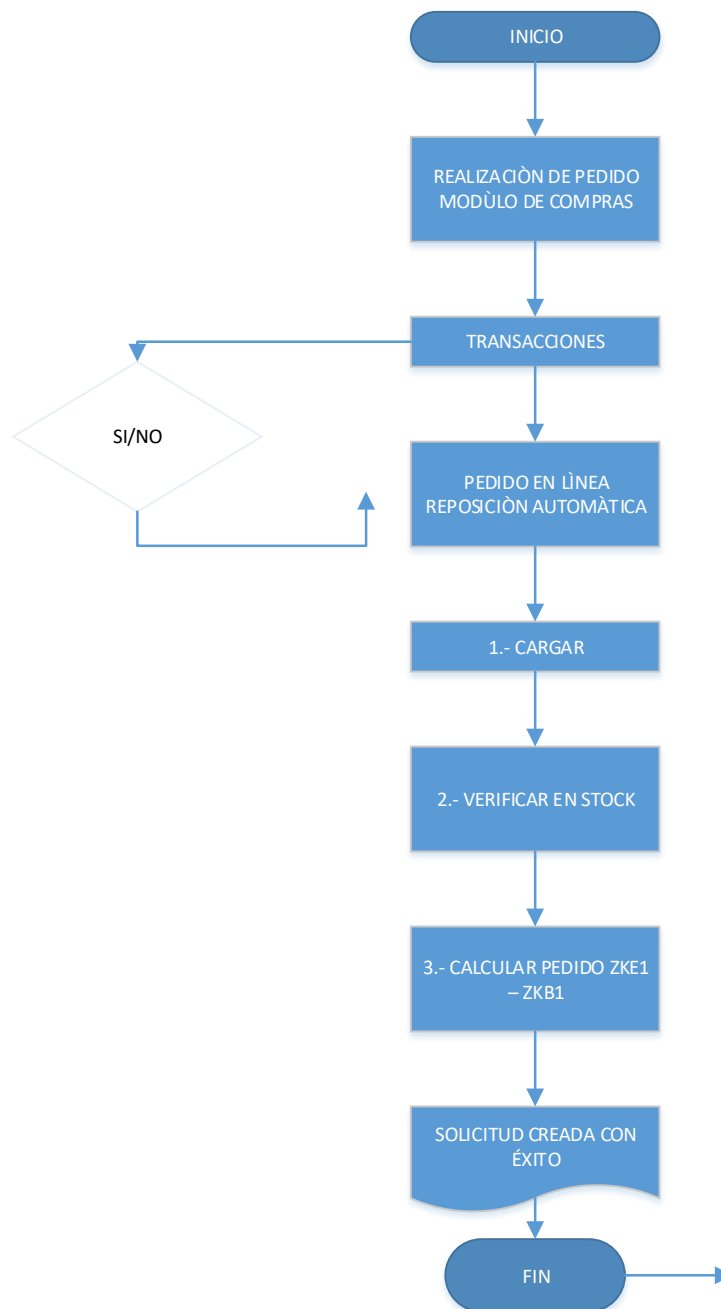 INICIO
REALIZACIÒN DE PEDIDO
MODÙLO DE COMPRAS
TRANSACCIONES
SI/NO
PEDIDO EN LÌNEA
REPOSICIÒN AUTOMÀTICA
1.- CARGAR
2.- VERIFICAR EN STOCK
3.- CALCULAR PEDIDO ZKE1
– ZKB1
SOLICITUD CREADA CON
ÉXITO
FIN